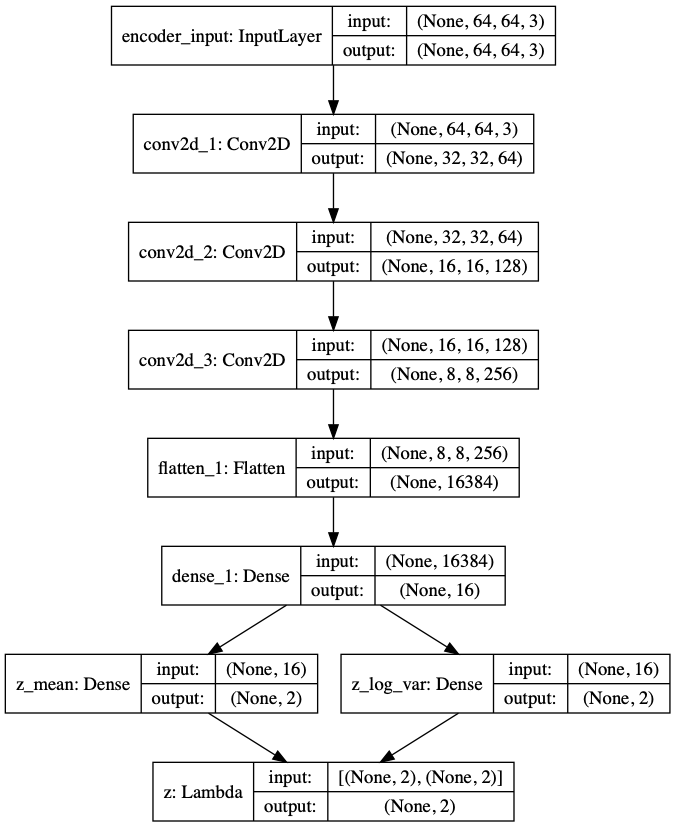 encoder_input: InputLayer
input: (None, 64, 64, 3)
output: (None, 64, 64, 3)
conv2d_1: Conv2D
input: (None, 64, 64, 3)
output: (None, 32, 32, 64)
conv2d_2: Conv2D
input: (None, 32, 32, 64)
output: (None, 16, 16, 128)
conv2d_3: Conv2D
input: (None, 16, 16, 128)
output: (None, 8, 8, 256)
flatten_1: Flatten
input: (None, 8, 8, 256)
output: (None, 16384)
dense_1: Dense
input: (None, 16384)
output: (None, 16)
z_mean: Dense
input: (None, 16)
output: (None, 2)
z_log_var: Dense
input: (None, 16)
output: (None, 2)
z: Lambda
input: [(None, 2), (None, 2)]
output: (None, 2)